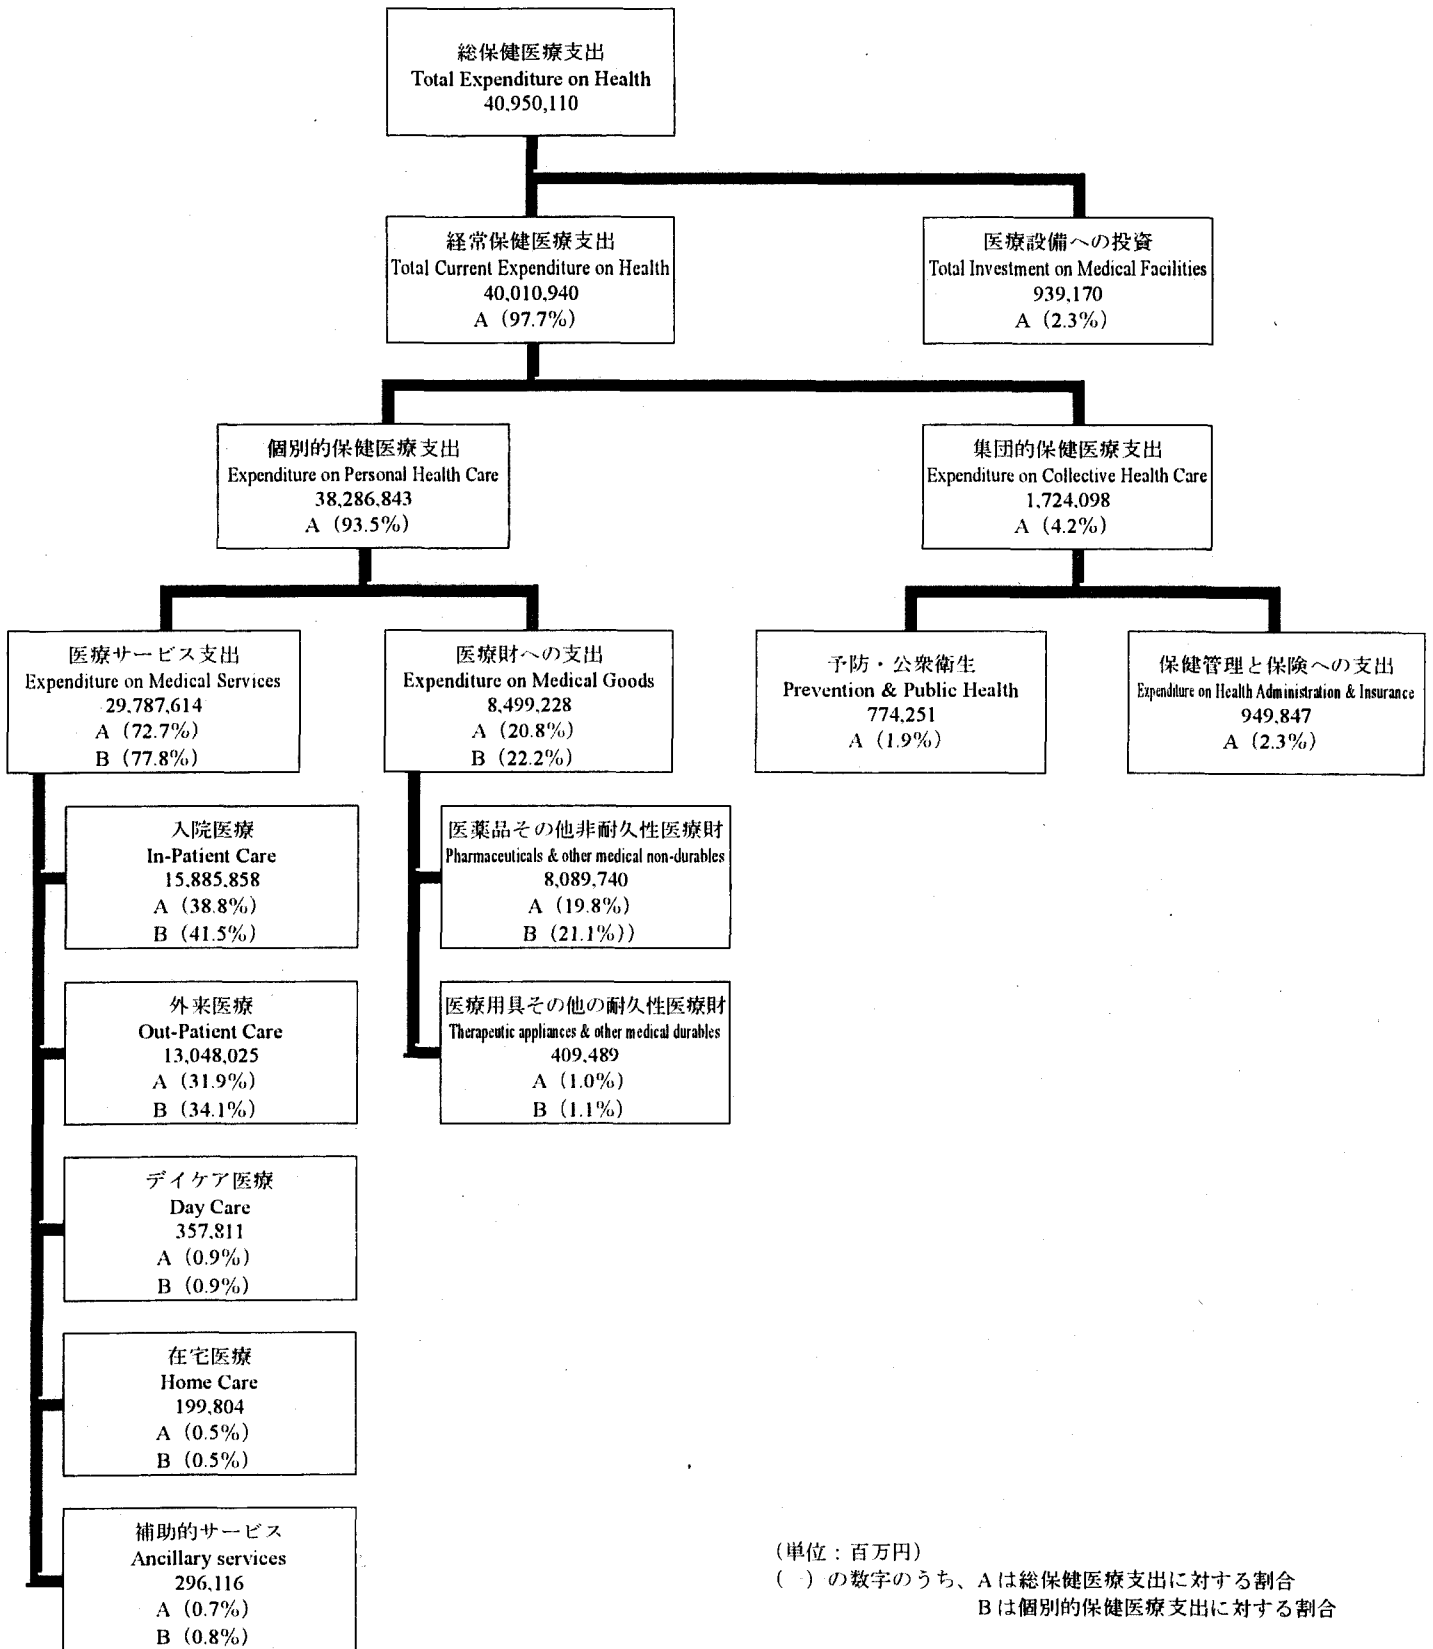 総保健医療支出
Total Expenditure on Health
40,950,110
経常保健医療支出
Total Current Expenditure on Health
40,010,940
A（97.7%）
医療設備への投資
Total Investment on Medical Facilities
939,170
A（2.3%）
個別的保健医療支出
Expenditure on Personal Health Care
38,286,843
A（93.5%）
集団的保健医療支出
Expenditure on Collective Health Care
1,724,098
A（4.2%）
医療サービス支出
Expenditure on Medical Services
29,787,614
A（72.7%）
B（77.8%）
医療財への支出
Expenditure on Medical Goods
8,499,228
A（20.8%）
B（22.2%）
予防・公衆衛生
Prevention & Public Health
774,251
A（1.9%）
保健管理と保険への支出
Expenditure on Health Administration & Insurance
949,847
A（2.3%）
入院医療
In-Patient Care
15,885,858
A（38.8%）
B（41.5%）
医薬品その他非耐久性医療財
Pharmaceuticals & other medical non-durables
8,089,740
A（19.8%）
B（21.1%））
外来医療
Out-Patient Care
13,048,025
A（31.9%）
B（34.1%）
医療用具その他の耐久性医療財
Therapeutic appliances & other medical durables
409,489
A（1.0%）
B（1.1%）
デイケア医療
Day Care
357,811
A（0.9%）
B（0.9%）
在宅医療
Home Care
199,804
A（0.5%）
B（0.5%）
補助的サービス
Ancillary services
296,116
A（0.7%）
B（0.8%）
（単位：百万円）
（　）の数字のうち、Aは総保健医療支出に対する割合
Bは個別的保健医療支出に対する割合